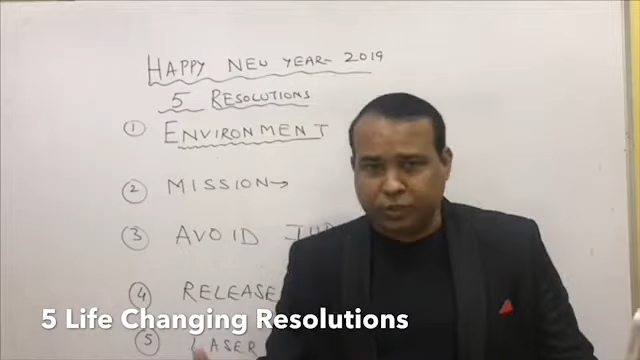 HAPPY NEW YEAR- 2019
5 RESOLUTIONS
① ENVIRONMENT
② MISSION→
③ AVOID
④ RELEASE
5 Life Changing Resolutions
⑤ LASER